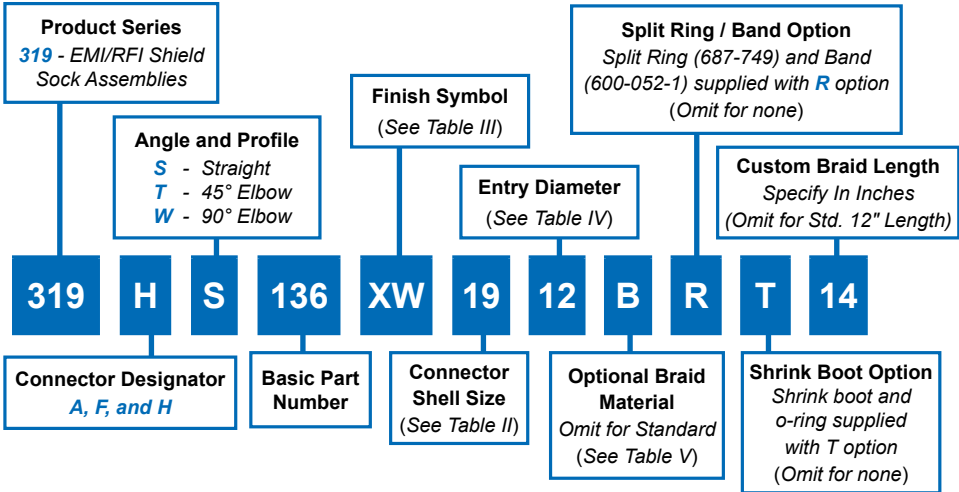 Product Series
319 - EMI/RFI Shield
Sock Assemblies
Angle and Profile
S - Straight
T - 45° Elbow
W - 90° Elbow
Finish Symbol
(See Table III)
Entry Diameter
(See Table IV)
Split Ring / Band Option
Split Ring (687-749) and Band
(600-052-1) supplied with R option
(Omit for none)
Custom Braid Length
Specify In Inches
(Omit for Std. 12" Length)
319 H S 136 XW 19 12 B R T 14
Connector Designator
A, F, and H
Basic Part
Number
Connector
Shell Size
(See Table II)
Optional Braid
Material
Omit for Standard
(See Table V)
Shrink Boot Option
Shrink boot and
o-ring supplied
with T option
(Omit for none)